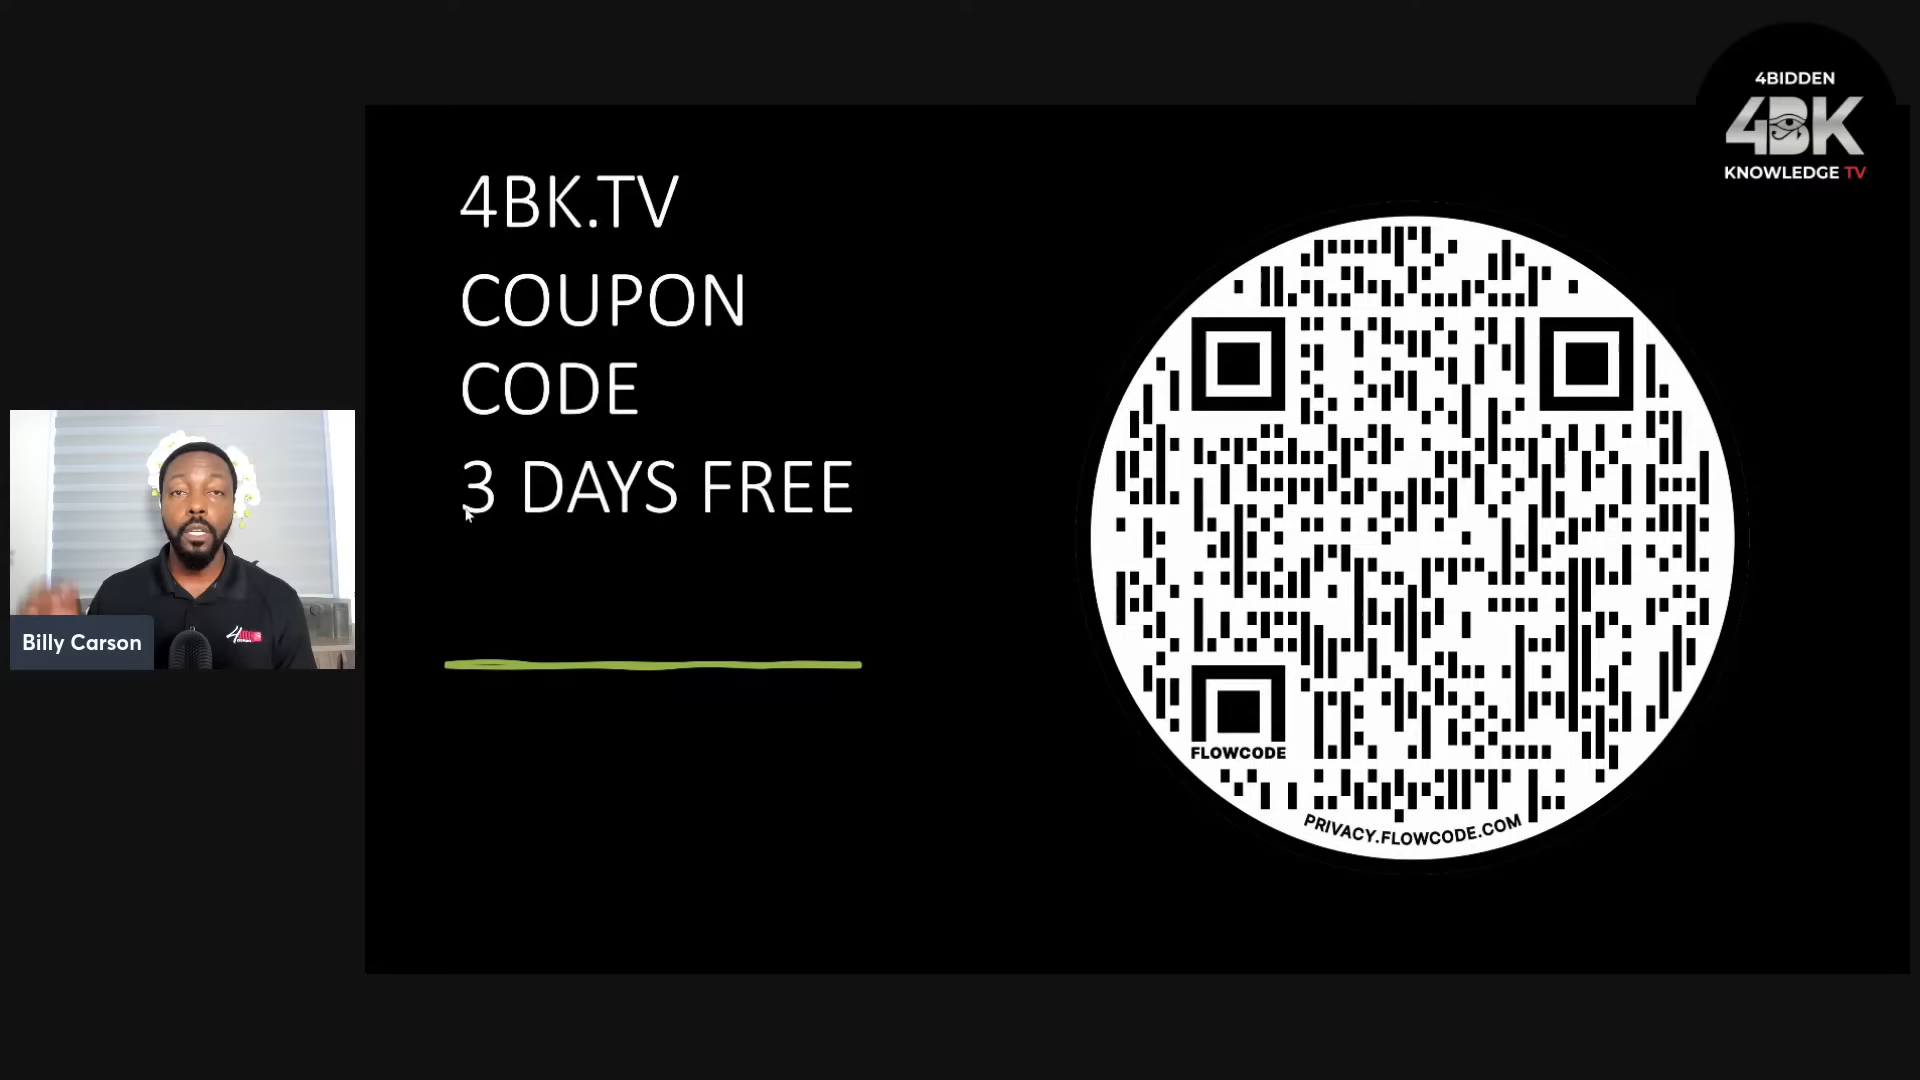 4BIDDEN
4BK
KNOWLEDGE TV
4BK.TV
COUPON
CODE
3 DAYS FREE
Billy Carson
FLOWCODE
PRIVACY.FLOWCODE.COM